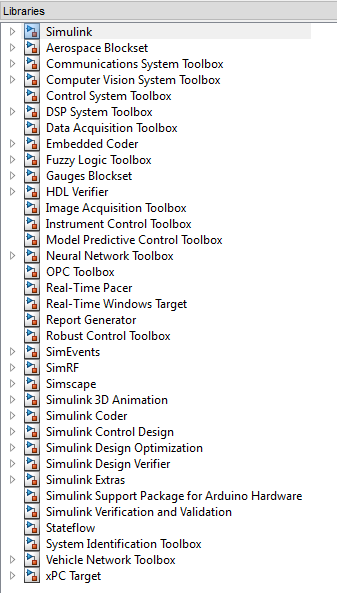 Libraries
Simulink
Aerospace Blockset
Communications System Toolbox
Computer Vision System Toolbox
Control System Toolbox
DSP System Toolbox
Data Acquisition Toolbox
Embedded Coder
Fuzzy Logic Toolbox
Gauges Blockset
HDL Verifier
Image Acquisition Toolbox
Instrument Control Toolbox
Model Predictive Control Toolbox
Neural Network Toolbox
OPC Toolbox
Real-Time Pacer
Real-Time Windows Target
Report Generator
Robust Control Toolbox
SimEvents
SimRF
Simscape
Simulink 3D Animation
Simulink Coder
Simulink Control Design
Simulink Design Optimization
Simulink Design Verifier
Simulink Extras
Simulink Support Package for Arduino Hardware
Simulink Verification and Validation
Stateflow
System Identification Toolbox
Vehicle Network Toolbox
xPC Target